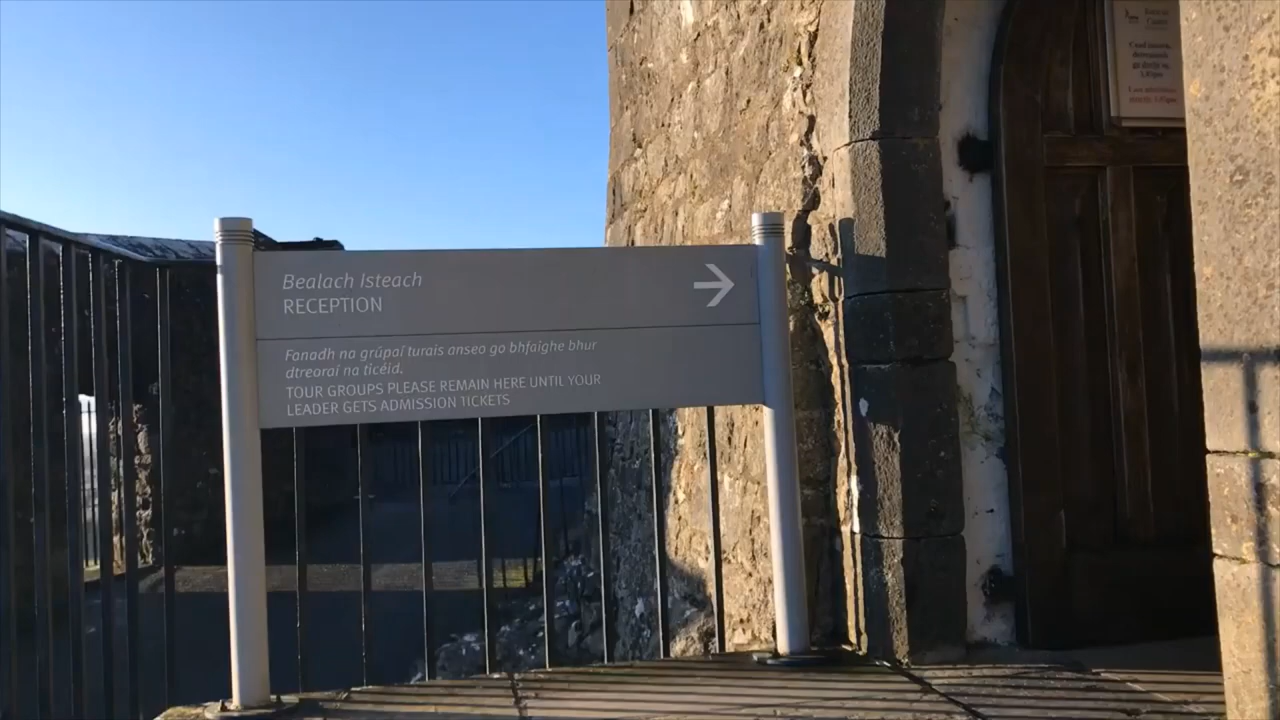 Bealach Isteach
RECEPTION
Fanadh na grúpaí turais anseo go bhfaighe bhur
dtreoraí na ticéid.
TOUR GROUPS PLEASE REMAIN HERE UNTIL YOUR
LEADER GETS ADMISSION TICKETS